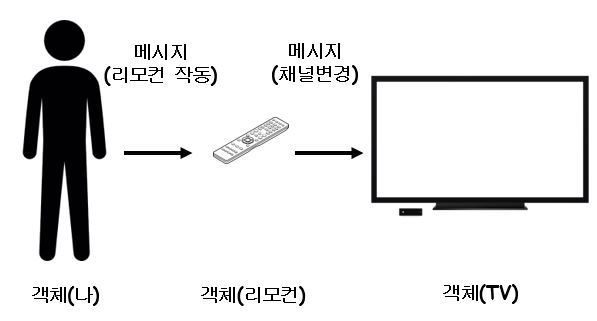 메시지
(리모컨 작동)
메시지
(채널변경)
객체(나)
객체(리모컨)
객체(TV)